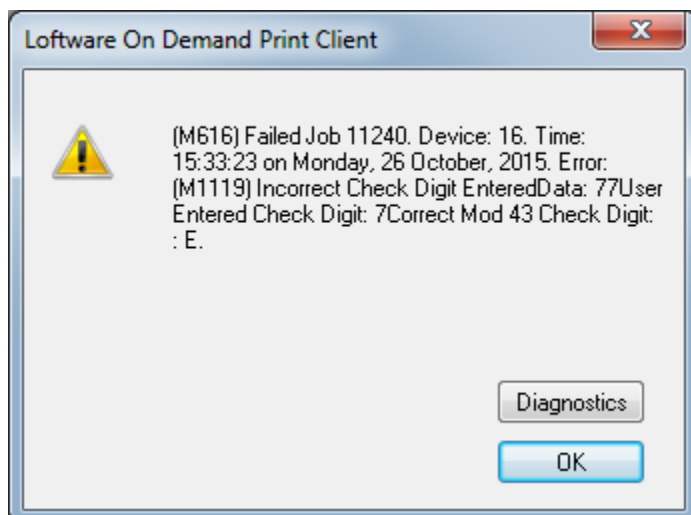 Loftware On Demand Print Client
(M616) Failed Job 11240. Device: 16. Time:
15:33:23 on Monday, 26 October, 2015. Error:
(M1119) Incorrect Check Digit EnteredData: 77User
Entered Check Digit: 7Correct Mod 43 Check Digit:
: E.
Diagnostics
OK